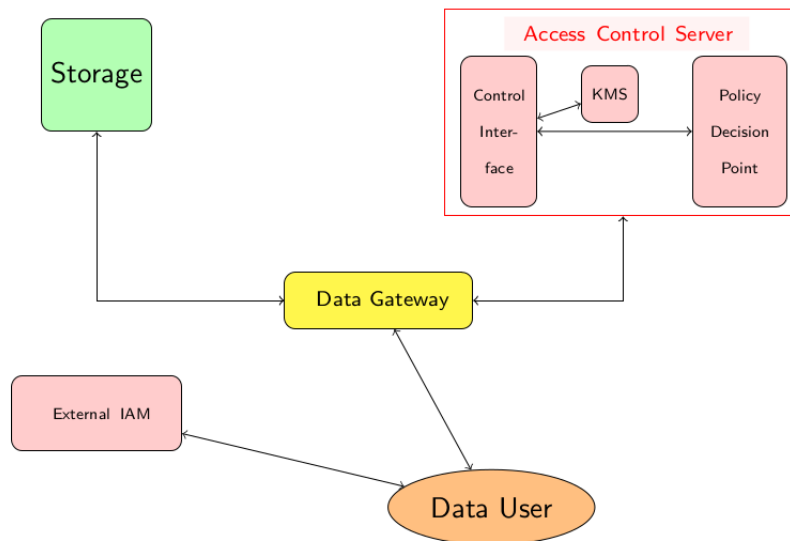 Storage
Access Control Server
Control
Inter-
face
KMS
Policy
Decision
Point
Data Gateway
External IAM
Data User